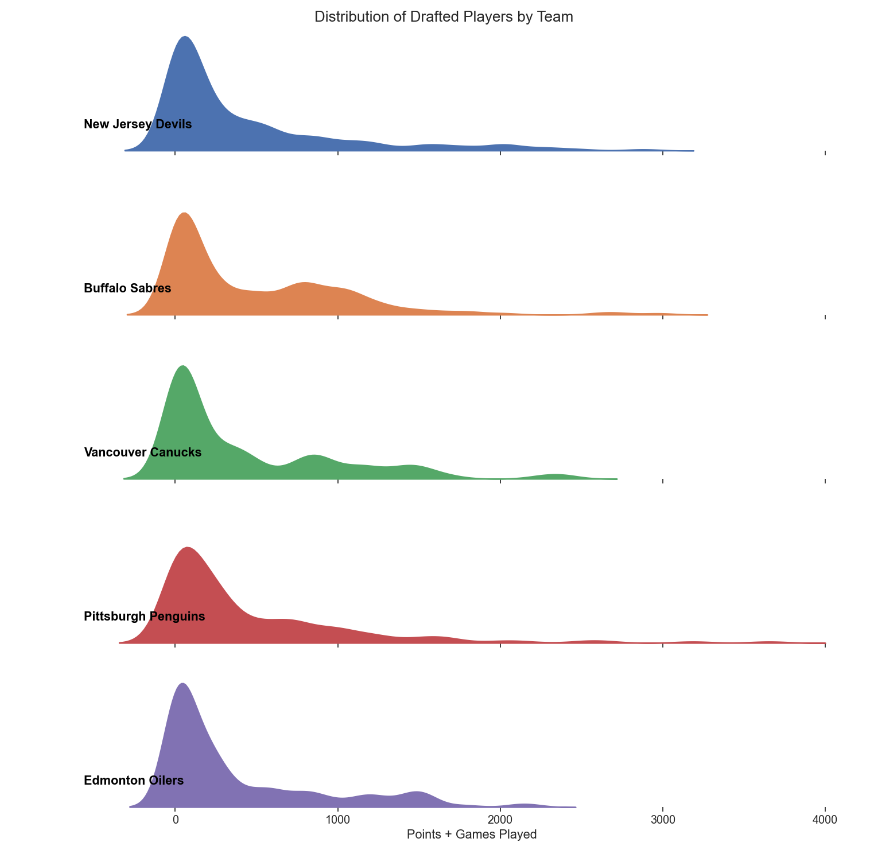 Distribution of Drafted Players by Team
New Jersey Devils
Buffalo Sabres
Vancouver Canucks
Pittsburgh Penguins
Edmonton Oilers
0 1000 2000 3000 4000
Points + Games Played